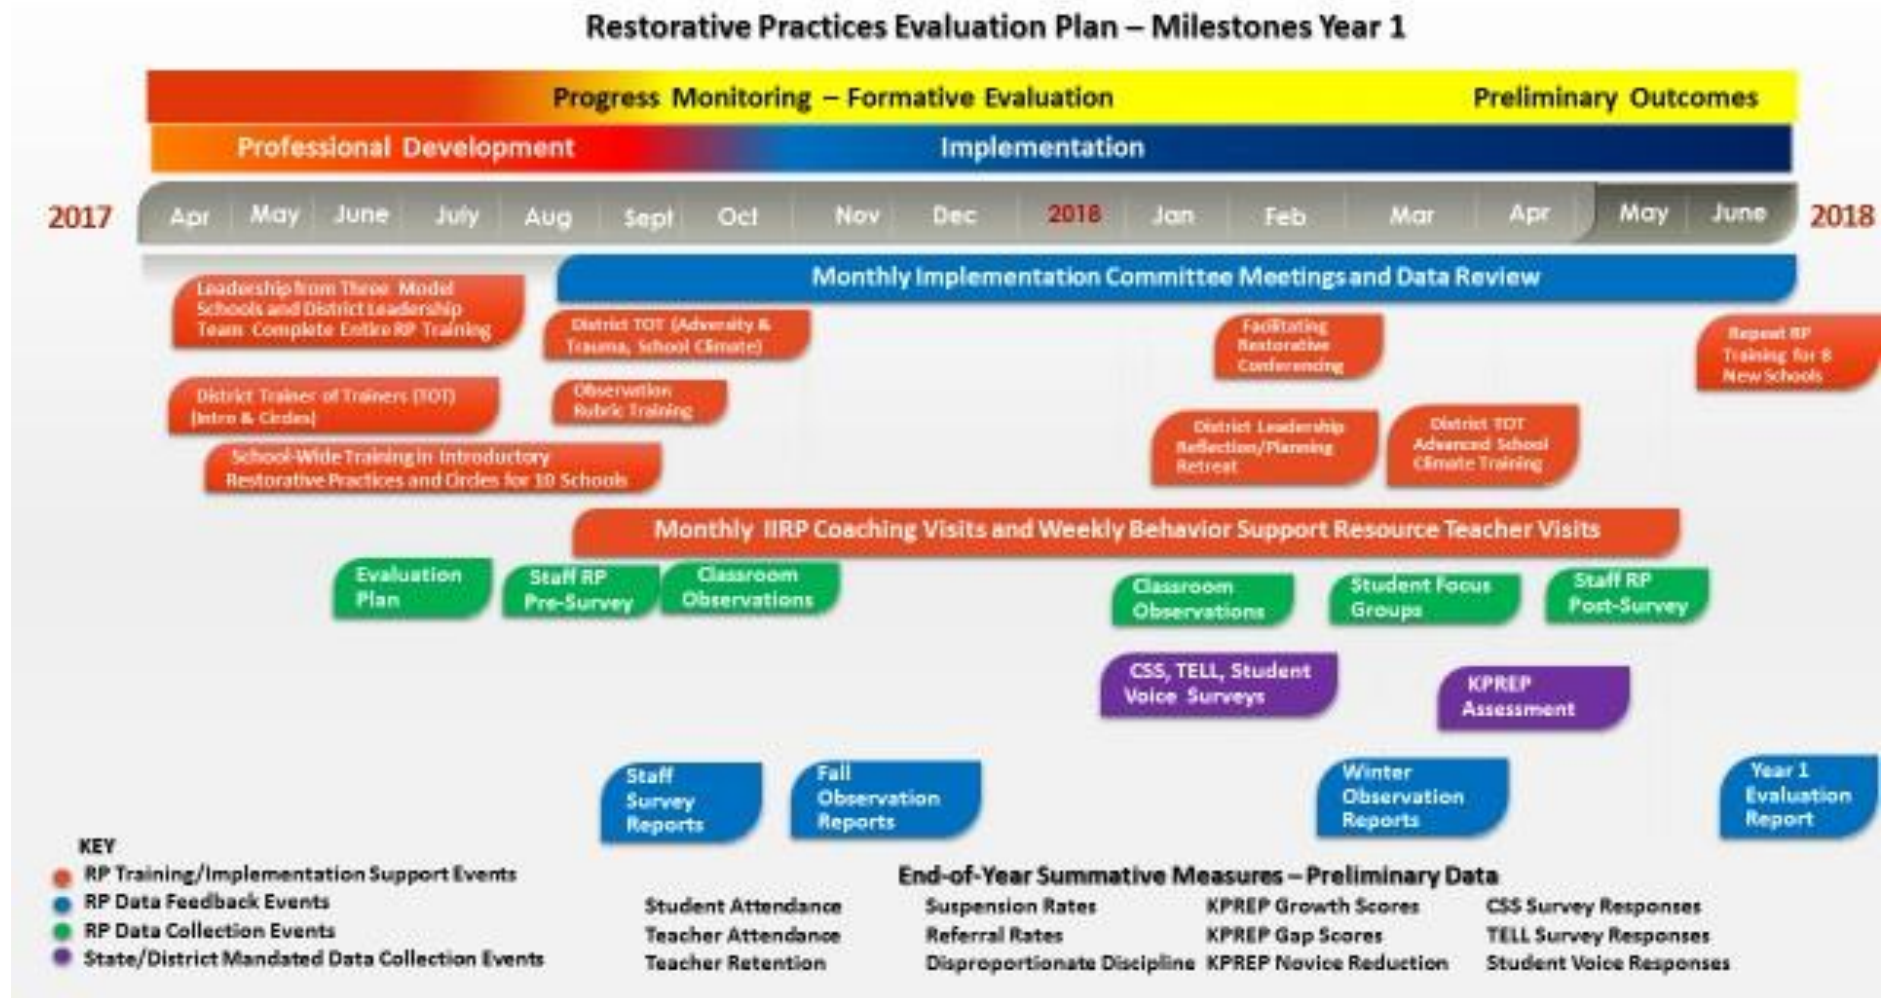 Restorative Practices Evaluation Plan – Milestones Year 1
Progress Monitoring – Formative Evaluation
Preliminary Outcomes
Professional Development
Implementation
2017
Apr
May
June
July
Aug
Sept
Oct
Nov
Dec
2018
Jan
Feb
Mar
Apr
May
June
2018
Monthly Implementation Committee Meetings and Data Review
Leadership from Three Model
Schools and District Leadership
Team Complete Entire RP Training
District TOT (Adversity &
Trauma, School Climate)
Facilitating
Restorative
Conferencing
Repeat RP
Training for 8
New Schools
District Trainer of Trainers (TOT)
(Intro & Circles)
Observation
Rubric Training
District Leadership
Reflection/Planning
Retreat
District TOT
Advanced School
Climate Training
School-Wide Training in Introductory
Restorative Practices and Circles for 10 Schools
Monthly IIRP Coaching Visits and Weekly Behavior Support Resource Teacher Visits
Evaluation
Plan
Staff RP
Pre-Survey
Classroom
Observations
Classroom
Observations
Student Focus
Groups
Staff RP
Post-Survey
CSS, TELL, Student
Voice Surveys
KPREP
Assessment
Staff
Survey
Reports
Fall
Observation
Reports
Winter
Observation
Reports
Year 1
Evaluation
Report
KEY
RP Training/Implementation Support Events
RP Data Feedback Events
RP Data Collection Events
State/District Mandated Data Collection Events
End-of-Year Summative Measures – Preliminary Data
Student Attendance
Teacher Attendance
Teacher Retention
Suspension Rates
Referral Rates
Disproportionate Discipline
KPREP Growth Scores
KPREP Gap Scores
KPREP Novice Reduction
CSS Survey Responses
TELL Survey Responses
Student Voice Responses